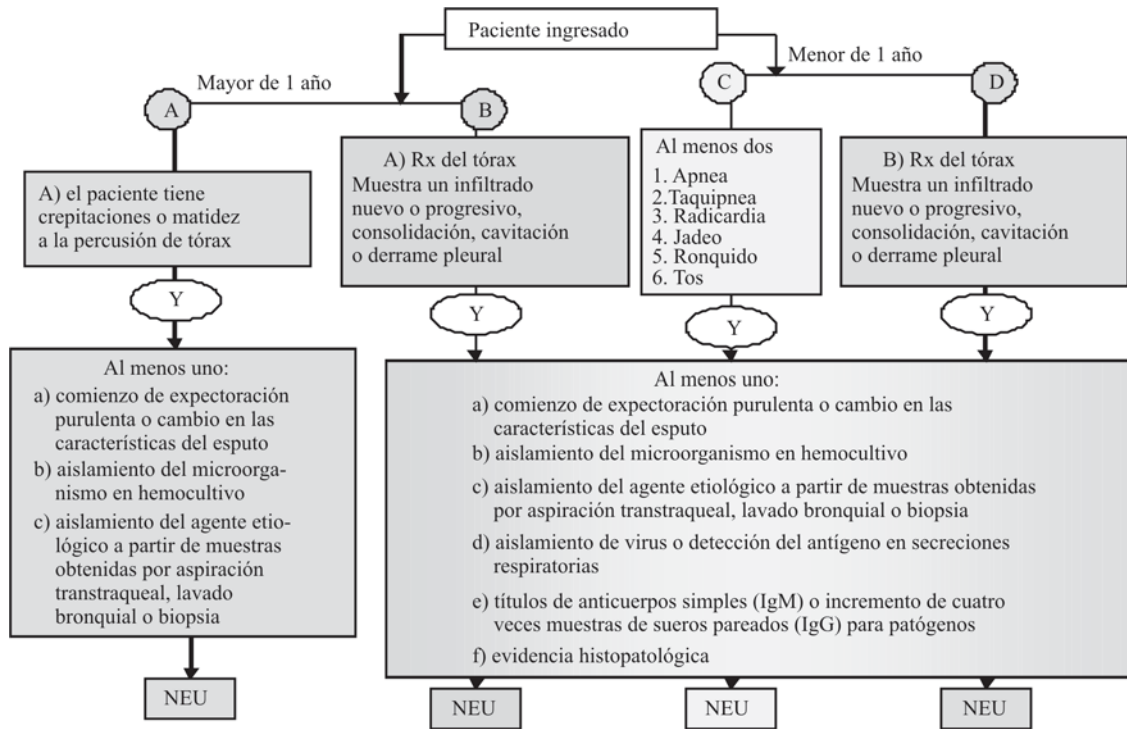 Paciente ingresado
Mayor de 1 año
Menor de 1 año
A
B
C
D
A) el paciente tiene
crepitaciones o matidez
a la percusión de tórax
A) Rx del tórax
Muestra un infiltrado
nuevo o progresivo,
consolidación, cavitación
o derrame pleural
Al menos dos
1. Apnea
2.Taquipnea
3. Radicardia
4. Jadeo
5. Ronquido
6. Tos
B) Rx del tórax
Muestra un infiltrado
nuevo o progresivo,
consolidación, cavitación
o derrame pleural
Y
Y
Y
Y
Al menos uno:
a) comienzo de expectoración
purulenta o cambio en las
características del esputo
b) aislamiento del microorga-
nismo en hemocultivo
c) aislamiento del agente etio-
lógico a partir de muestras
obtenidas por aspiración
transtraqueal, lavado
bronquial o biopsia
Al menos uno:
a) comienzo de expectoración purulenta o cambio en las
características del esputo
b) aislamiento del microorganismo en hemocultivo
c) aislamiento del agente etiológico a partir de muestras obtenidas
por aspiración transtraqueal, lavado bronquial o biopsia
d) aislamiento de virus o detección del antígeno en secreciones
respiratorias
e) títulos de anticuerpos simples (IgM) o incremento de cuatro
veces muestras de sueros pareados (IgG) para patógenos
f) evidencia histopatológica
NEU
NEU
NEU
NEU